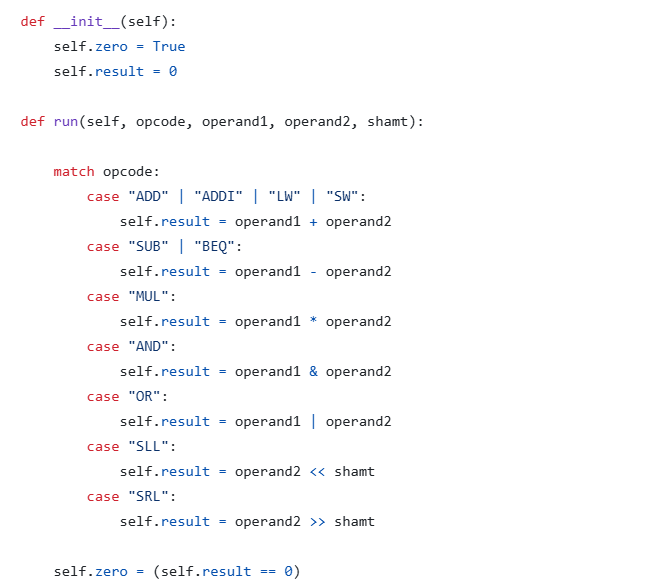 def __init__(self):
    self.zero = True
    self.result = 0

def run(self, opcode, operand1, operand2, shamt):

    match opcode:
        case "ADD" | "ADDI" | "LW" | "SW":
            self.result = operand1 + operand2
        case "SUB" | "BEQ":
            self.result = operand1 - operand2
        case "MUL":
            self.result = operand1 * operand2
        case "AND":
            self.result = operand1 & operand2
        case "OR":
            self.result = operand1 | operand2
        case "SLL":
            self.result = operand2 << shamt
        case "SRL":
            self.result = operand2 >> shamt

    self.zero = (self.result == 0)